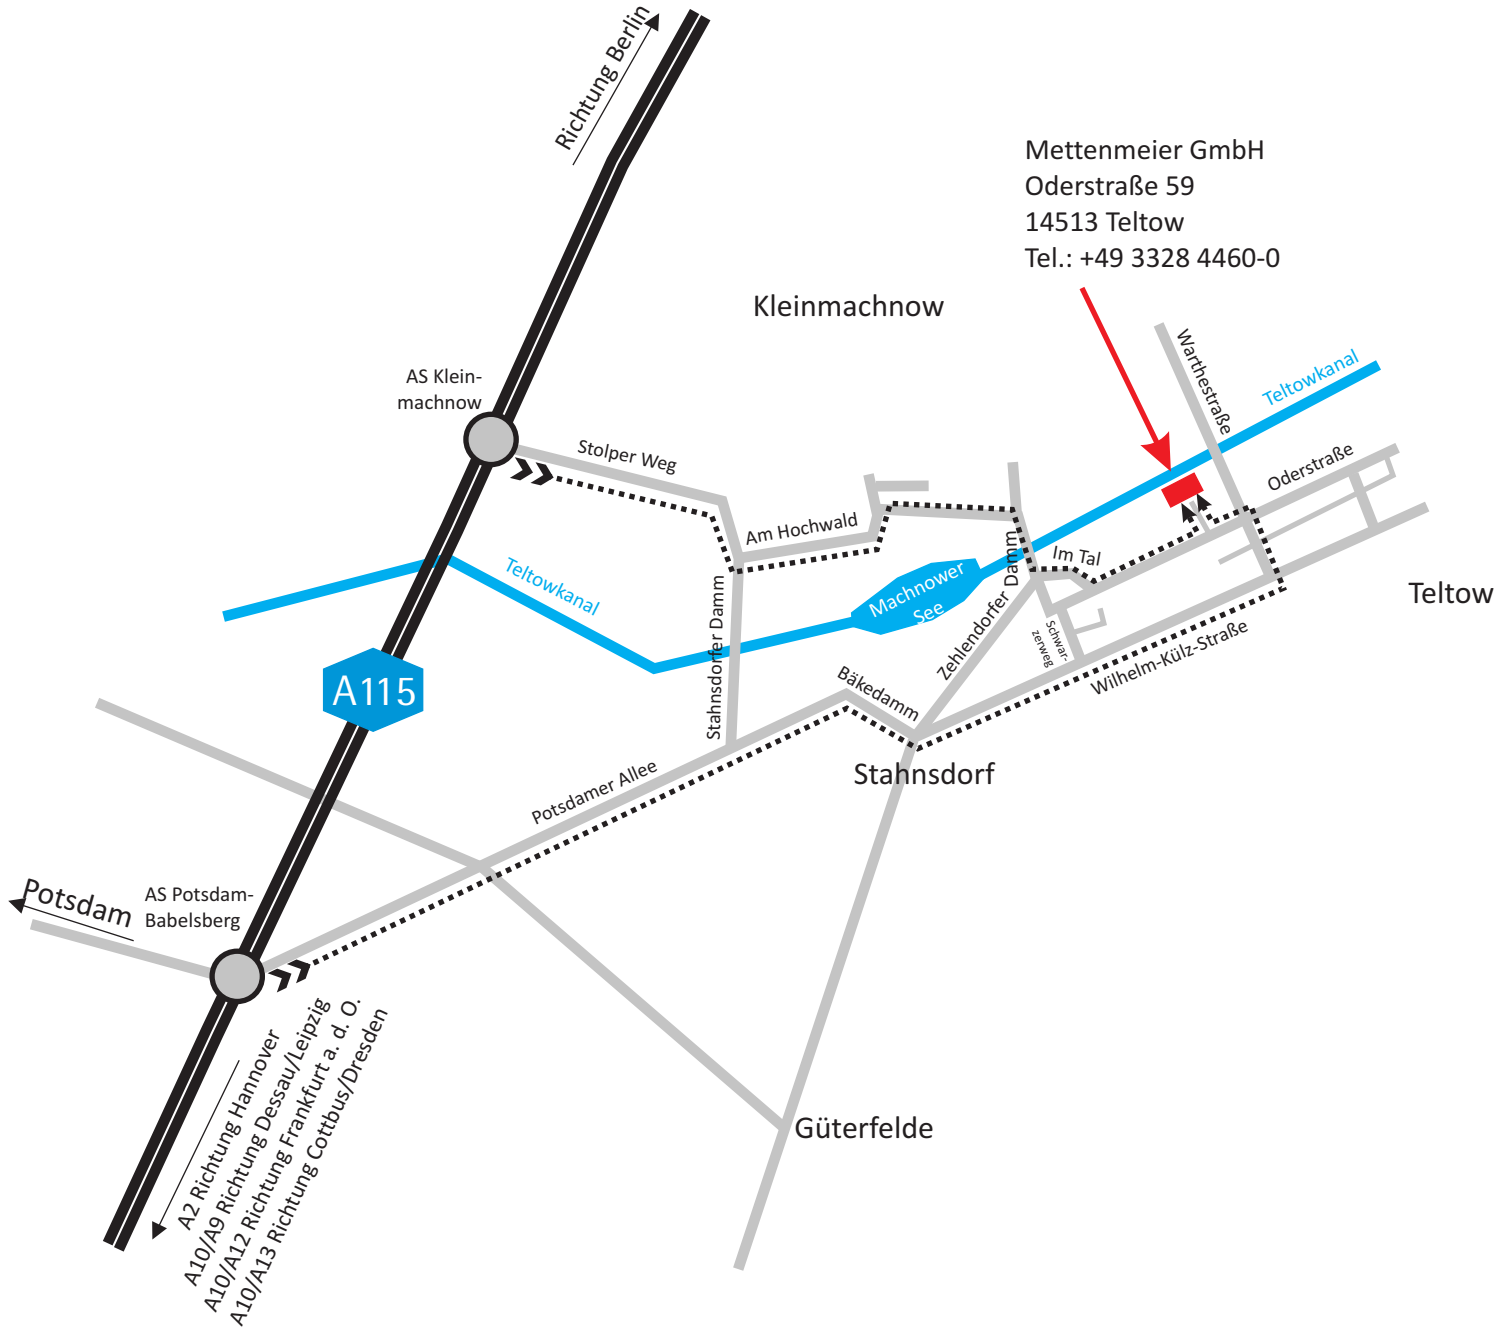 Richtung Berlin
Mettenmeier GmbH
Oderstraße 59
14513 Teltow
Tel.: +49 3328 4460-0
Kleinmachnow
Warthestraße
Teltowkanal
AS Klein-
machnow
Stolper Weg
Oderstraße
Am Hochwald
Im Tal
Teltowkanal
Machnower
See
Zehlendorfer Damm
Teltow
Stahnsdorfer Damm
Schwar-
zerweg
Wilhelm-Külz-Straße
A115
Bäkedamm
Stahnsdorf
Potsdamer Allee
Potsdam
AS Potsdam-
Babelsberg
Güterfelde
A2 Richtung Hannover
A10/A9 Richtung Dessau/Leipzig
A10/A12 Richtung Frankfurt a. d. O.
A10/A13 Richtung Cottbus/Dresden